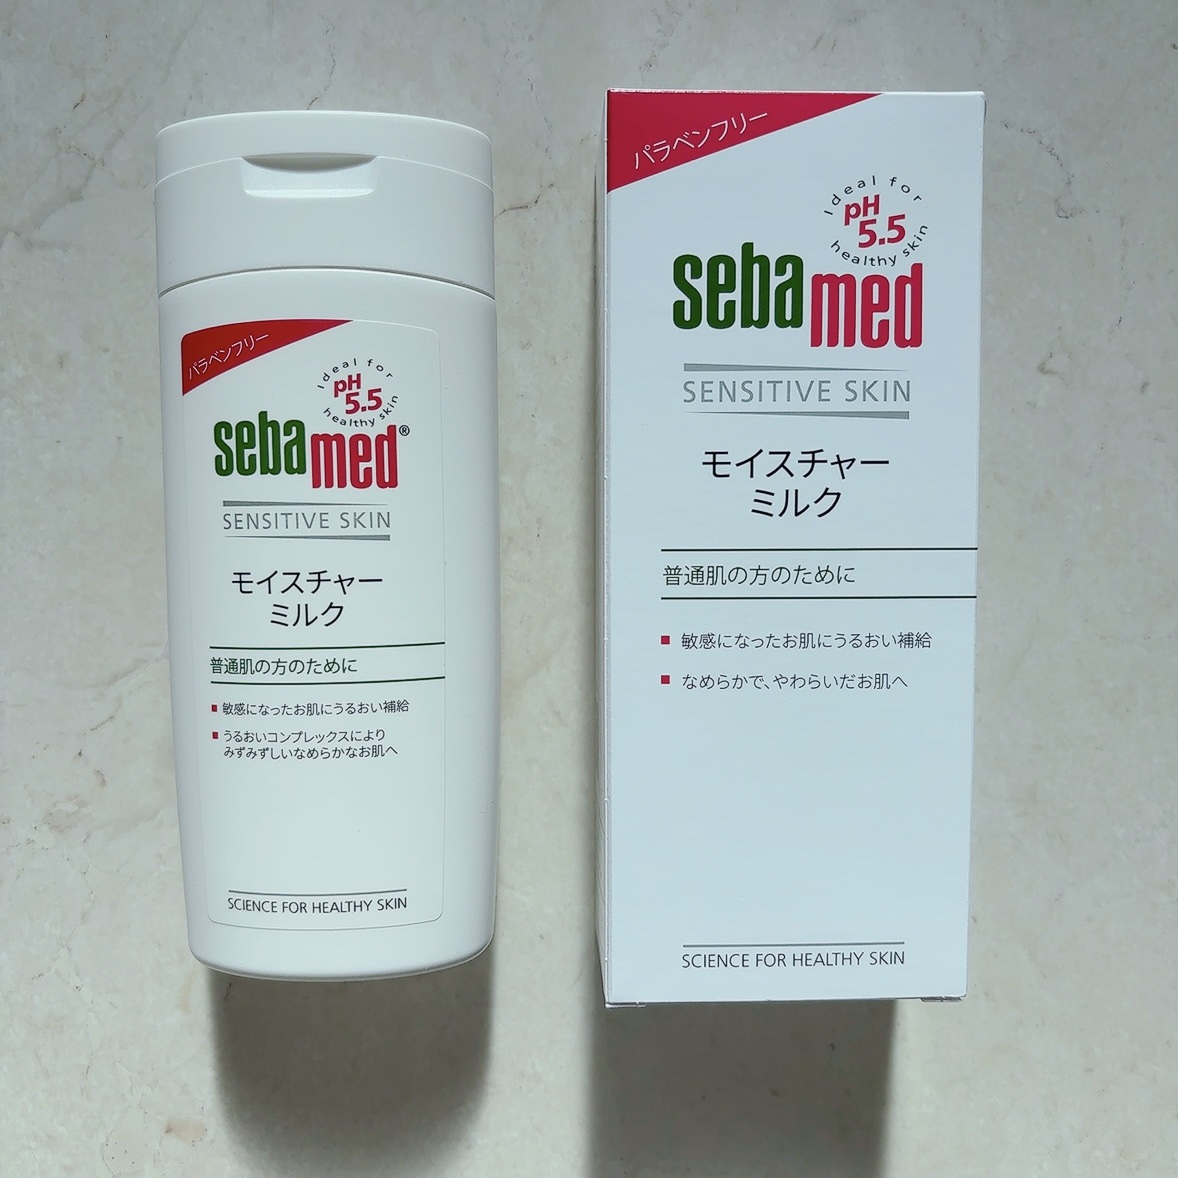 パラベンフリー
Ideal for
pH
5.5
healthy skin
sebamed®
SENSITIVE SKIN
モイスチャー
ミルク
普通肌の方のために
敏感になったお肌にうるおい補給
うるおいコンプレックスにより
みずみずしいなめらかなお肌へ
SCIENCE FOR HEALTHY SKIN
パラベンフリー
Ideal for
pH
5.5
healthy skin
sebamed
SENSITIVE SKIN
モイスチャー
ミルク
普通肌の方のために
敏感になったお肌にうるおい補給
なめらかで、やわらいだお肌へ
SCIENCE FOR HEALTHY SKIN